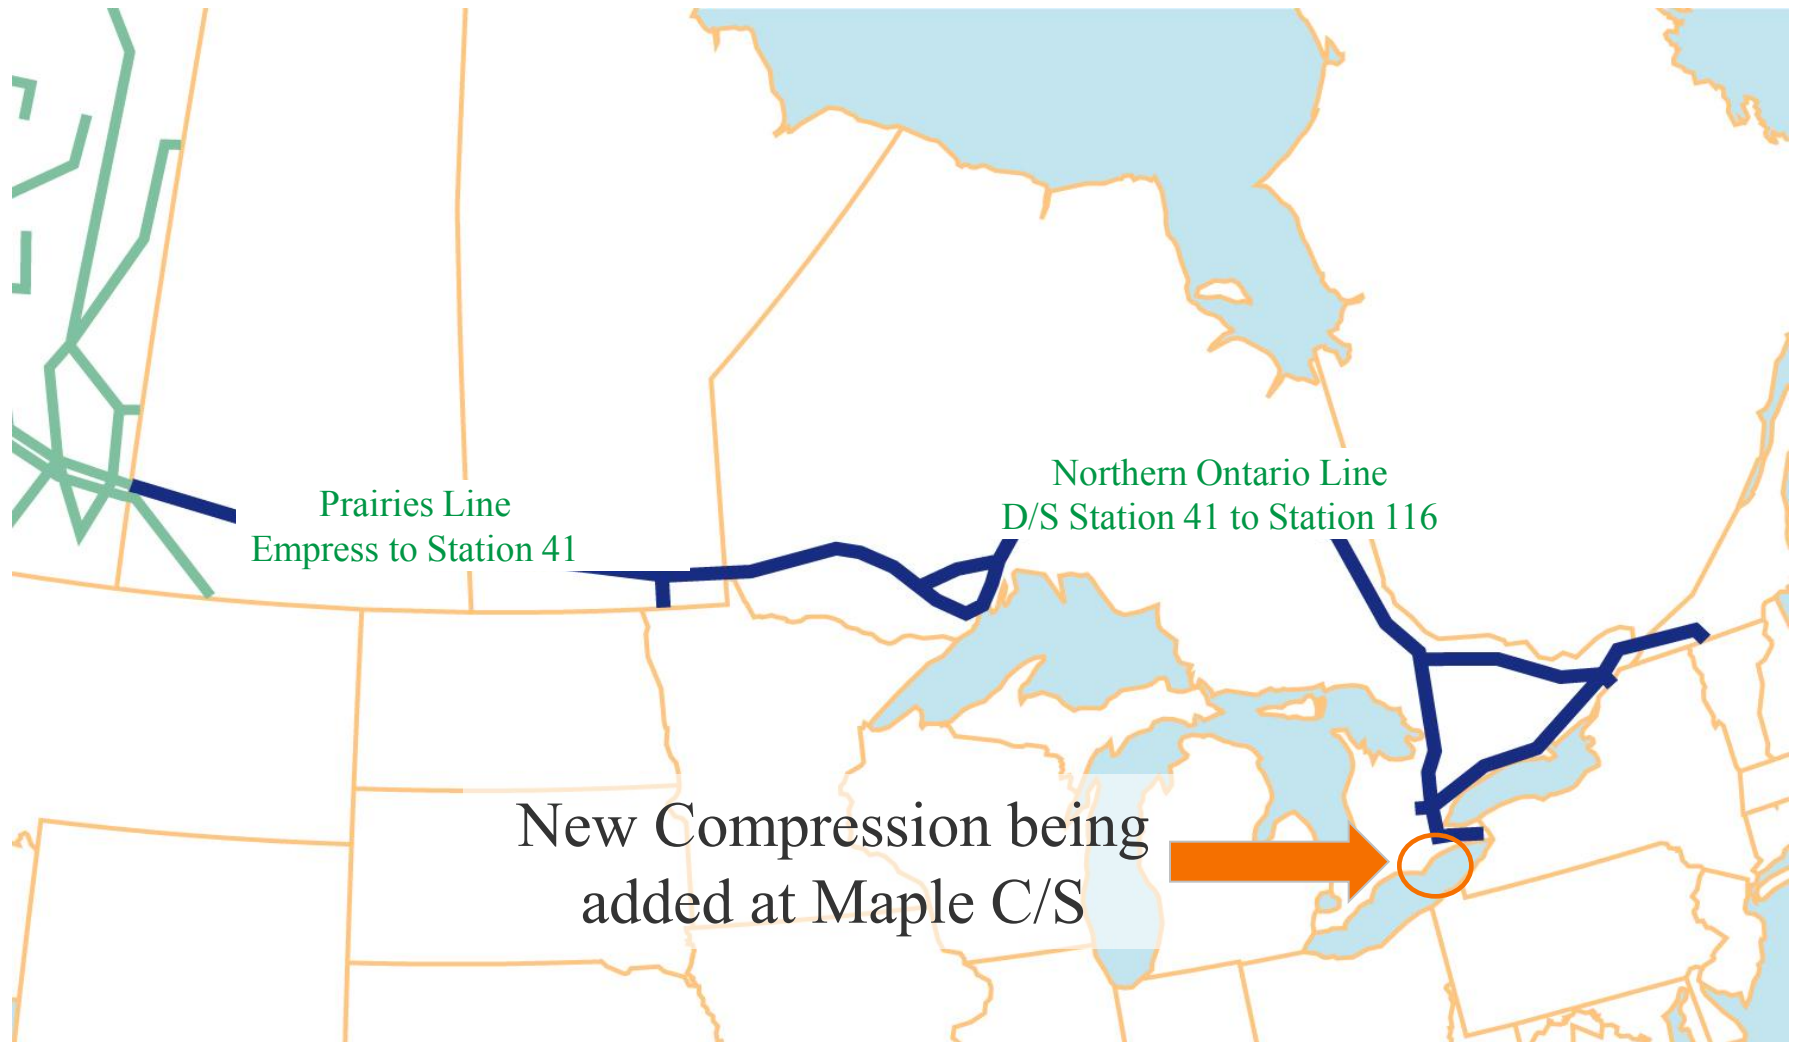 Northern Ontario Line
D/S Station 41 to Station 116
Prairies Line
Empress to Station 41
New Compression being
added at Maple C/S